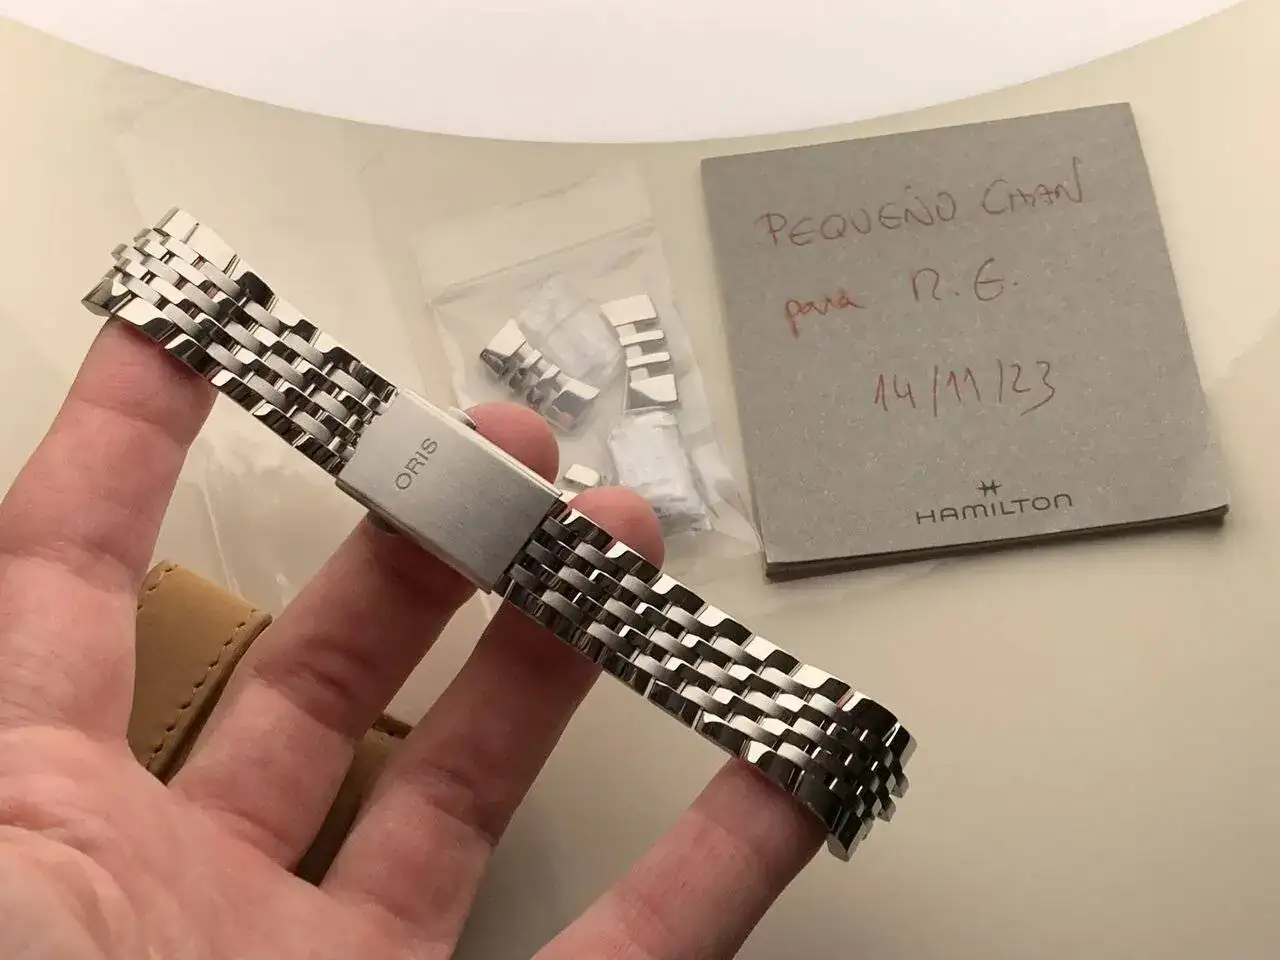 ORIS
PEQUEÑO CHAN
para R.E.
14/11/23
HAMILTON